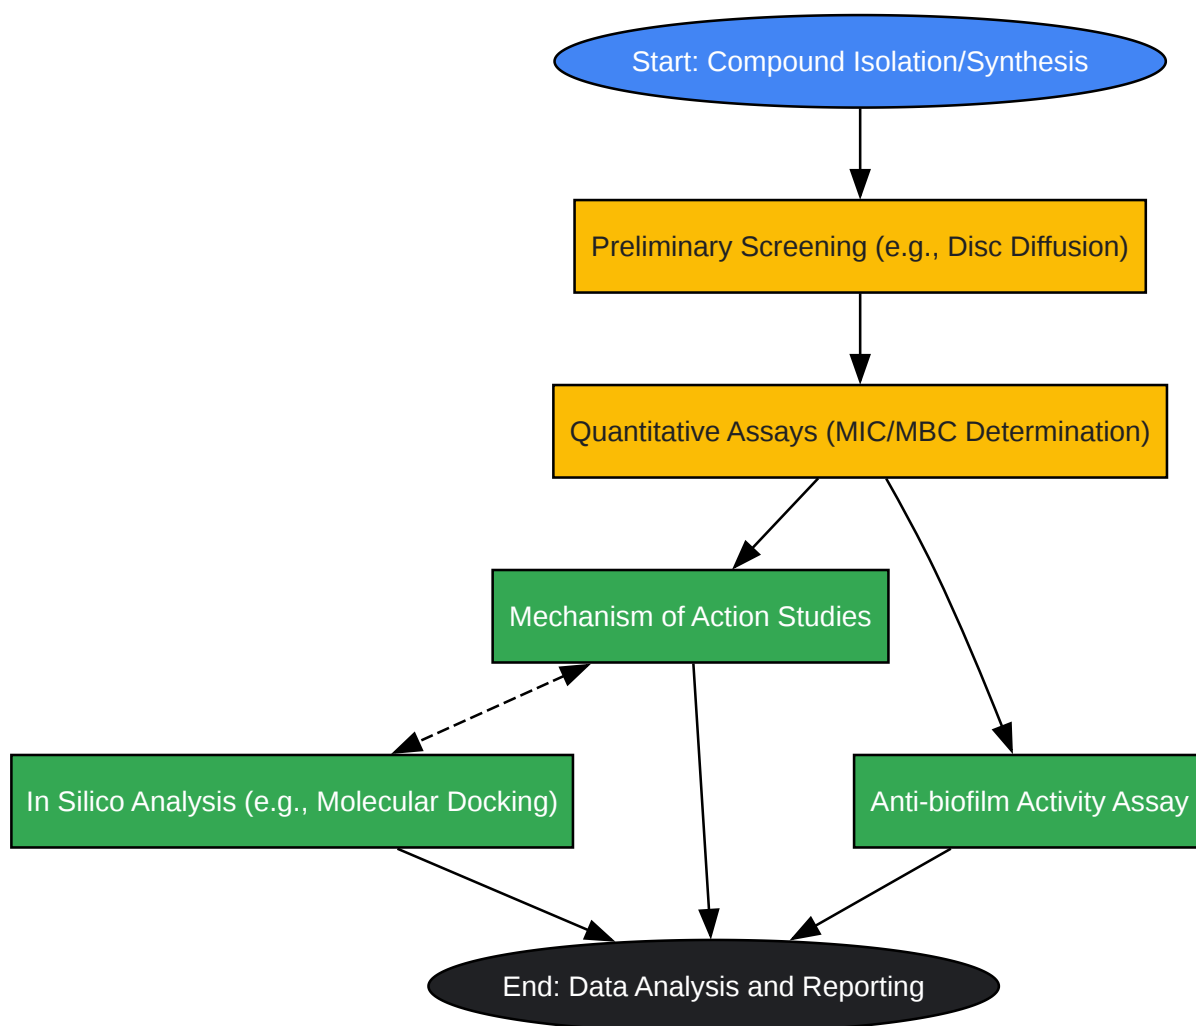 Start: Compound Isolation/Synthesis
Preliminary Screening (e.g., Disc Diffusion)
Quantitative Assays (MIC/MBC Determination)
Mechanism of Action Studies
In Silico Analysis (e.g., Molecular Docking)
Anti-biofilm Activity Assay
End: Data Analysis and Reporting